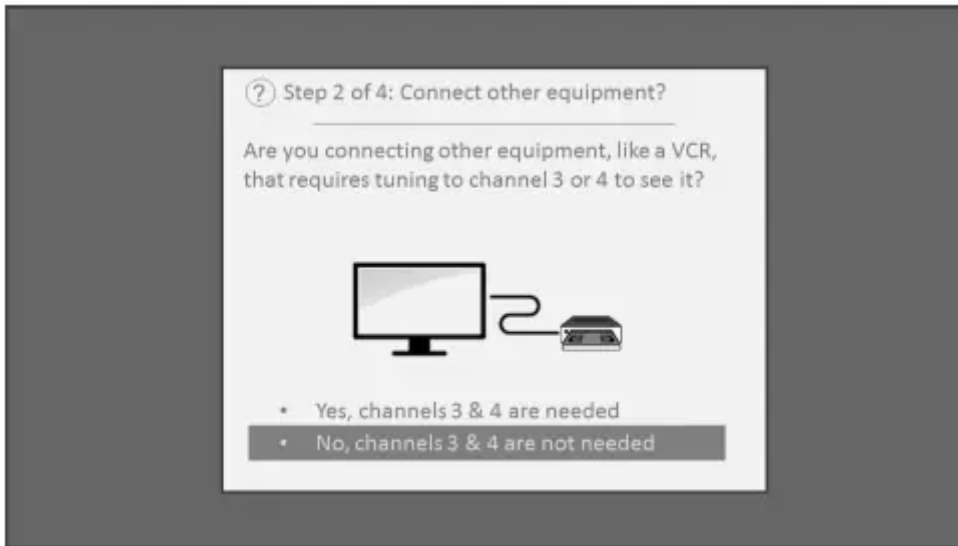 ? Step 2 of 4: Connect other equipment?
Are you connecting other equipment, like a VCR,
that requires tuning to channel 3 or 4 to see it?
• Yes, channels 3 & 4 are needed
• No, channels 3 & 4 are not needed